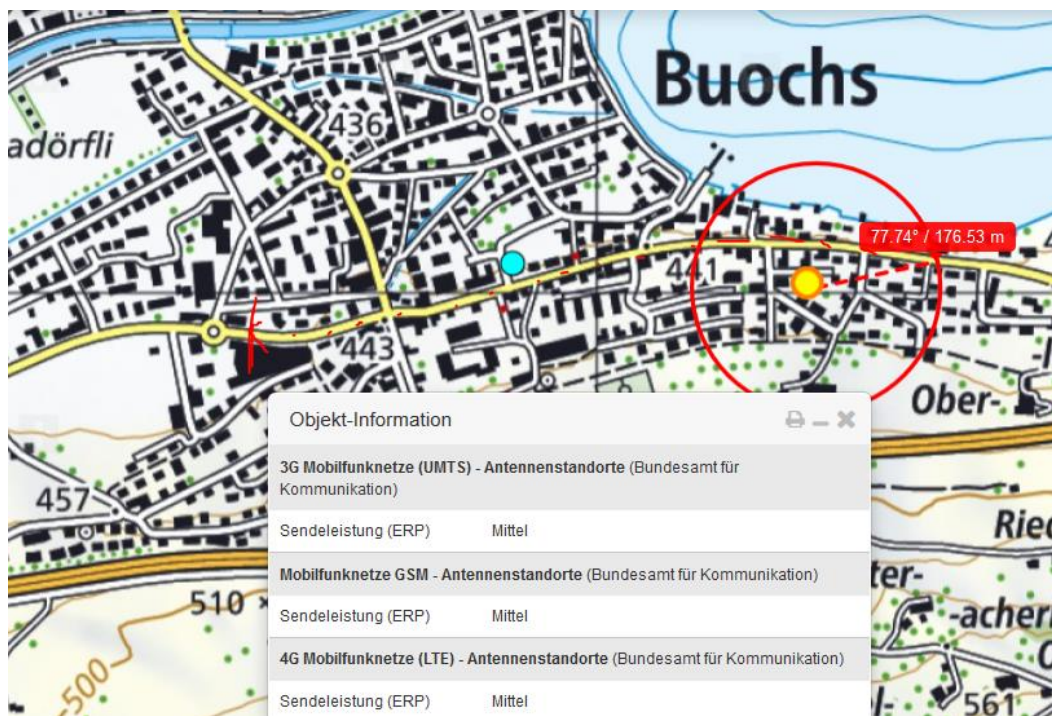 Buochs
436
adörfli
77.74° / 176.53 m
441
443
Ober-
Objekt-Information
3G Mobilfunknetze (UMTS) - Antennenstandorte (Bundesamt für
Kommunikation)
457
Sendeleistung (ERP) Mittel
Ried
Mobilfunknetze GSM - Antennenstandorte (Bundesamt für Kommunikation)
ter-
510
Sendeleistung (ERP) Mittel
-acher
4G Mobilfunknetze (LTE) - Antennenstandorte (Bundesamt für Kommunikation)
500
Sendeleistung (ERP) Mittel
561